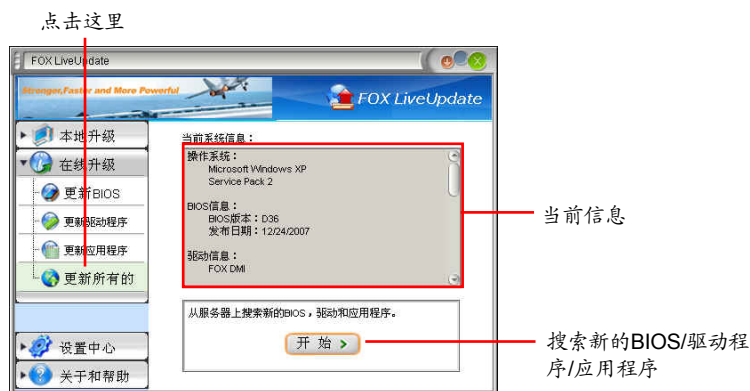 点击这里
FOX LiveUpdate
Stronger,Faster and More Powerful
FOX LiveUpdate
本地升级
在线升级
更新BIOS
更新驱动程序
更新应用程序
更新所有的
设置中心
关于和帮助
当前系统信息：
操作系统：
Microsoft Windows XP
Service Pack 2
BIOS信息：
BIOS版本：D36
发布日期：12/24/2007
驱动信息：
FOX DMI
从服务器上搜索新的BIOS，驱动和应用程序。
开 始
当前信息
搜索新的BIOS/驱动程
序/应用程序